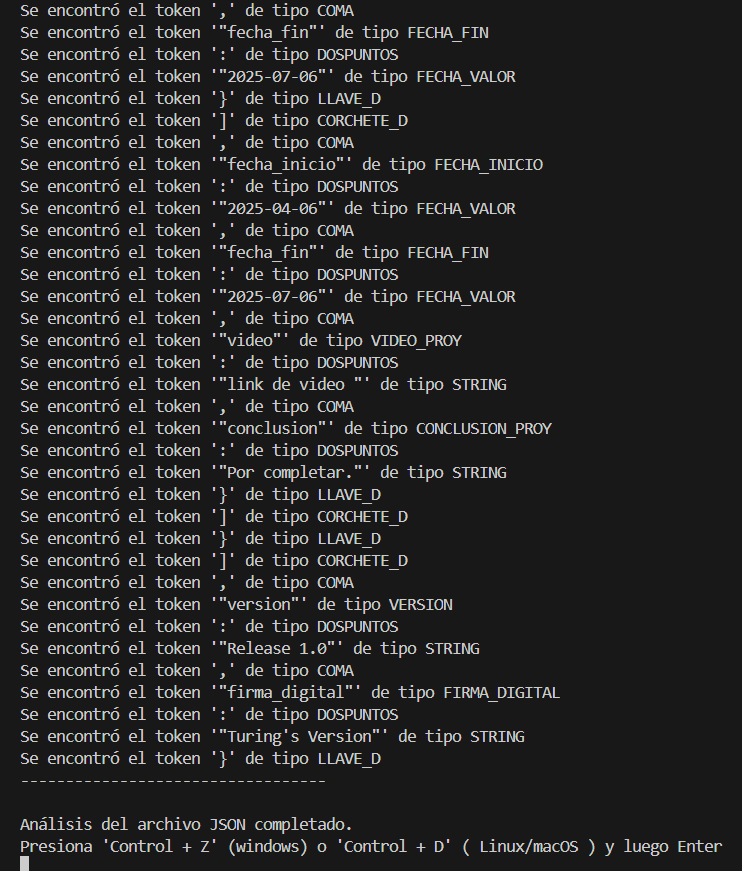 Se encontró el token ',' de tipo COMA
Se encontró el token '"fecha_fin"' de tipo FECHA_FIN
Se encontró el token ':' de tipo DOSPUNTOS
Se encontró el token '"2025-07-06"' de tipo FECHA_VALOR
Se encontró el token '}' de tipo LLAVE_D
Se encontró el token ']' de tipo CORCHETE_D
Se encontró el token ',' de tipo COMA
Se encontró el token '"fecha_inicio"' de tipo FECHA_INICIO
Se encontró el token ':' de tipo DOSPUNTOS
Se encontró el token '"2025-04-06"' de tipo FECHA_VALOR
Se encontró el token ',' de tipo COMA
Se encontró el token '"fecha_fin"' de tipo FECHA_FIN
Se encontró el token ':' de tipo DOSPUNTOS
Se encontró el token '"2025-07-06"' de tipo FECHA_VALOR
Se encontró el token ',' de tipo COMA
Se encontró el token '"video"' de tipo VIDEO_PROY
Se encontró el token ':' de tipo DOSPUNTOS
Se encontró el token '"link de video "' de tipo STRING
Se encontró el token ',' de tipo COMA
Se encontró el token '"conclusion"' de tipo CONCLUSION_PROY
Se encontró el token ':' de tipo DOSPUNTOS
Se encontró el token '"Por completar."' de tipo STRING
Se encontró el token '}' de tipo LLAVE_D
Se encontró el token ']' de tipo CORCHETE_D
Se encontró el token '}' de tipo LLAVE_D
Se encontró el token ']' de tipo CORCHETE_D
Se encontró el token ',' de tipo COMA
Se encontró el token '"version"' de tipo VERSION
Se encontró el token ':' de tipo DOSPUNTOS
Se encontró el token '"Release 1.0"' de tipo STRING
Se encontró el token ',' de tipo COMA
Se encontró el token '"firma_digital"' de tipo FIRMA_DIGITAL
Se encontró el token ':' de tipo DOSPUNTOS
Se encontró el token '"Turing's Version"' de tipo STRING
Se encontró el token '}' de tipo LLAVE_D
----------------------------------
Análisis del archivo JSON completado.
Presiona 'Control + Z' (windows) o 'Control + D' ( Linux/macOS ) y luego Enter